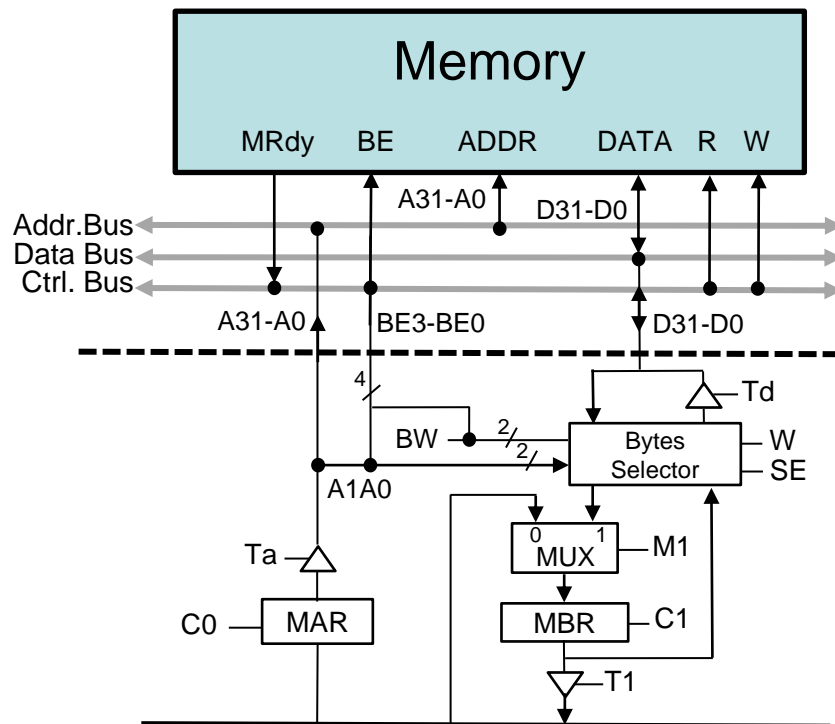 Memory
MRdy BE ADDR DATA R W
A31-A0 D31-D0
Addr.Bus
Data Bus
Ctrl. Bus
A31-A0 BE3-BE0 D31-D0
4
Td
BW 2 Bytes W
2 Selector SE
A1A0
0 1
Ta MUX M1
C0 MAR MBR C1
T1